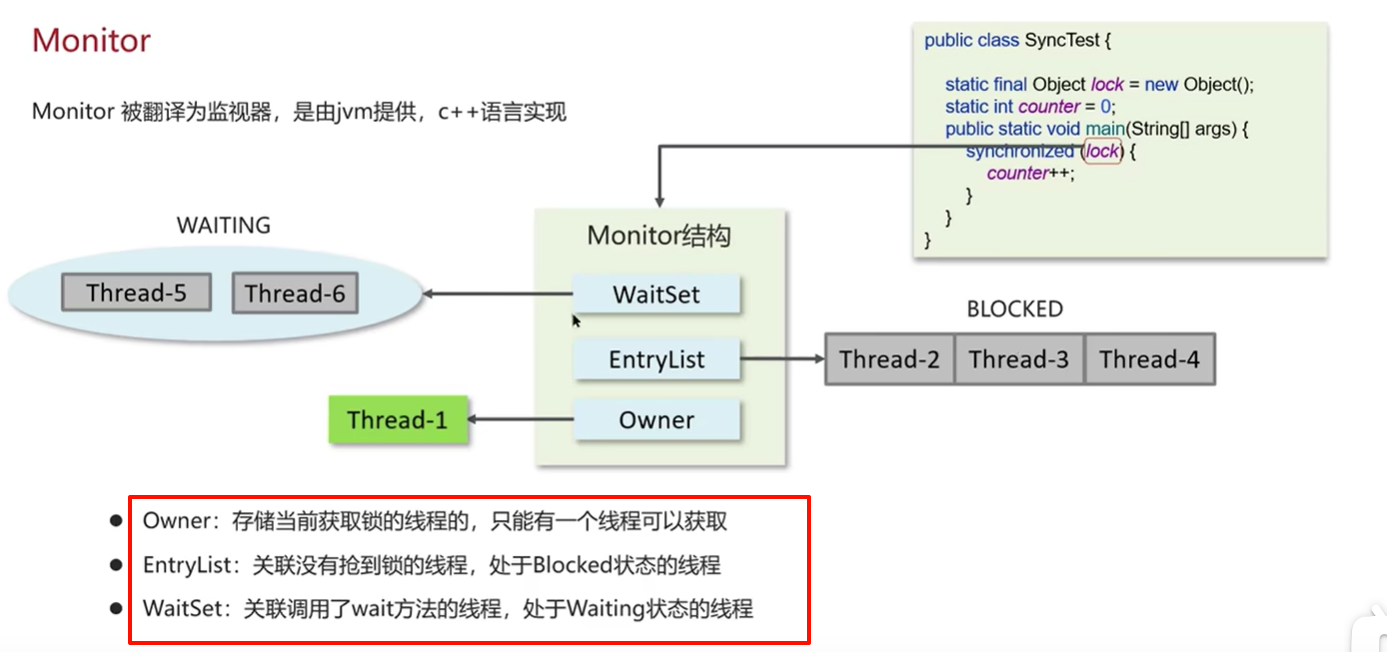 Monitor
Monitor 被翻译为监视器，是由jvm提供，c++语言实现
public class SyncTest {
static final Object lock = new Object();
static int counter = 0;
public static void main(String[] args) {
synchronized (lock) {
counter++;
}
}
}
WAITING
Thread-5 Thread-6
Monitor结构
WaitSet
EntryList
Owner
BLOCKED
Thread-2 Thread-3 Thread-4
Thread-1
● Owner：存储当前获取锁的线程的，只能有一个线程可以获取
● EntryList：关联没有抢到锁的线程，处于Blocked状态的线程
● WaitSet：关联调用了wait方法的线程，处于Waiting状态的线程